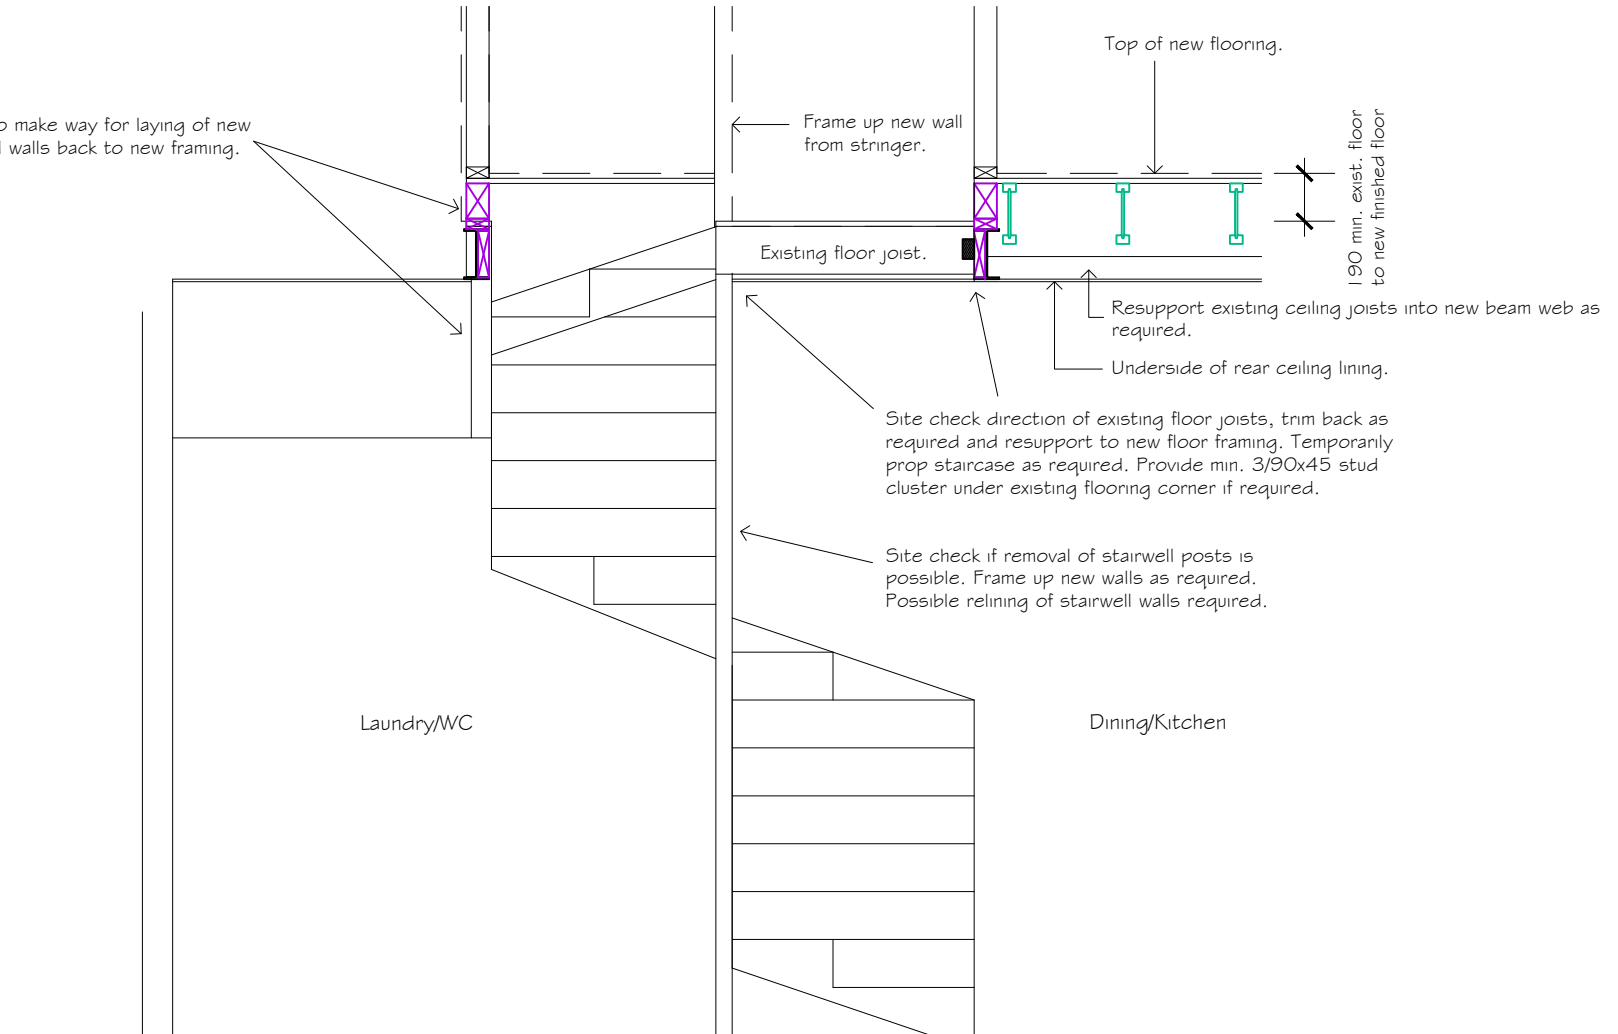 Top of new flooring.
o make way for laying of new
walls back to new framing.
Frame up new wall
from stringer.
190 min. exist. floor
to new finished floor
Existing floor joist.
Resupport existing ceiling joists into new beam web as
required.
Underside of rear ceiling lining.
Site check direction of existing floor joists, trim back as
required and resupport to new floor framing. Temporarily
prop staircase as required. Provide min. 3/90x45 stud
cluster under existing flooring corner if required.
Site check if removal of stairwell posts is
possible. Frame up new walls as required.
Possible relining of stairwell walls required.
Laundry/WC
Dining/Kitchen